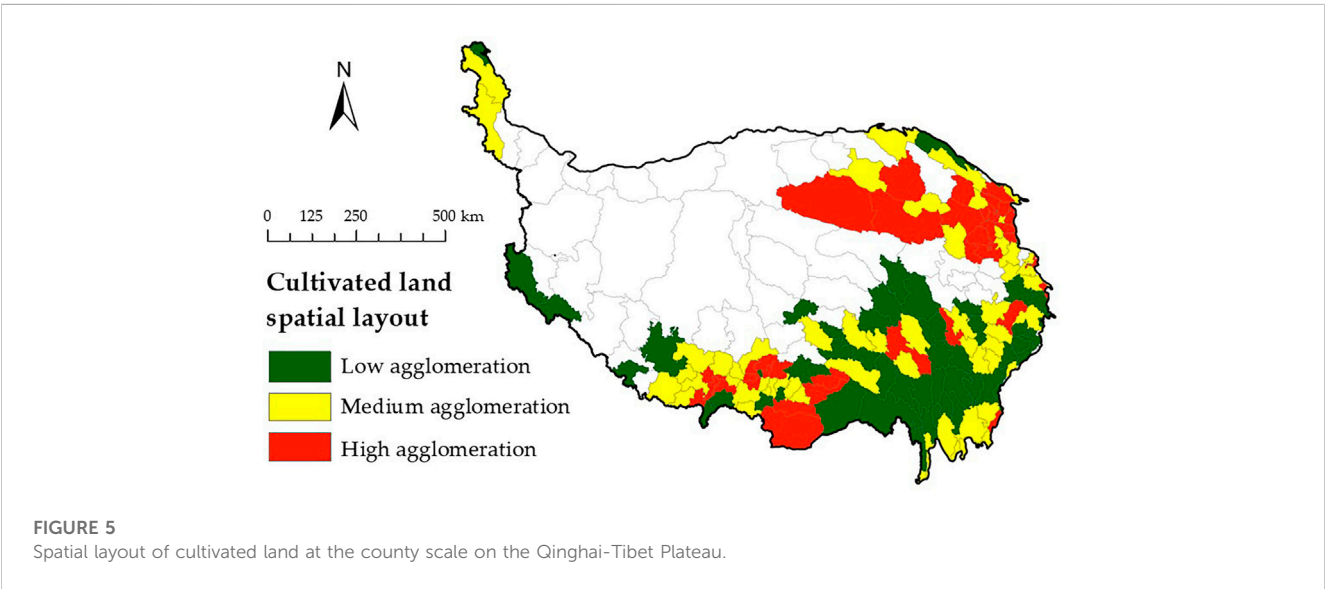 N
0 125 250 500 km
Cultivated land
spatial layout
Low agglomeration
Medium agglomeration
High agglomeration
FIGURE 5
Spatial layout of cultivated land at the county scale on the Qinghai-Tibet Plateau.